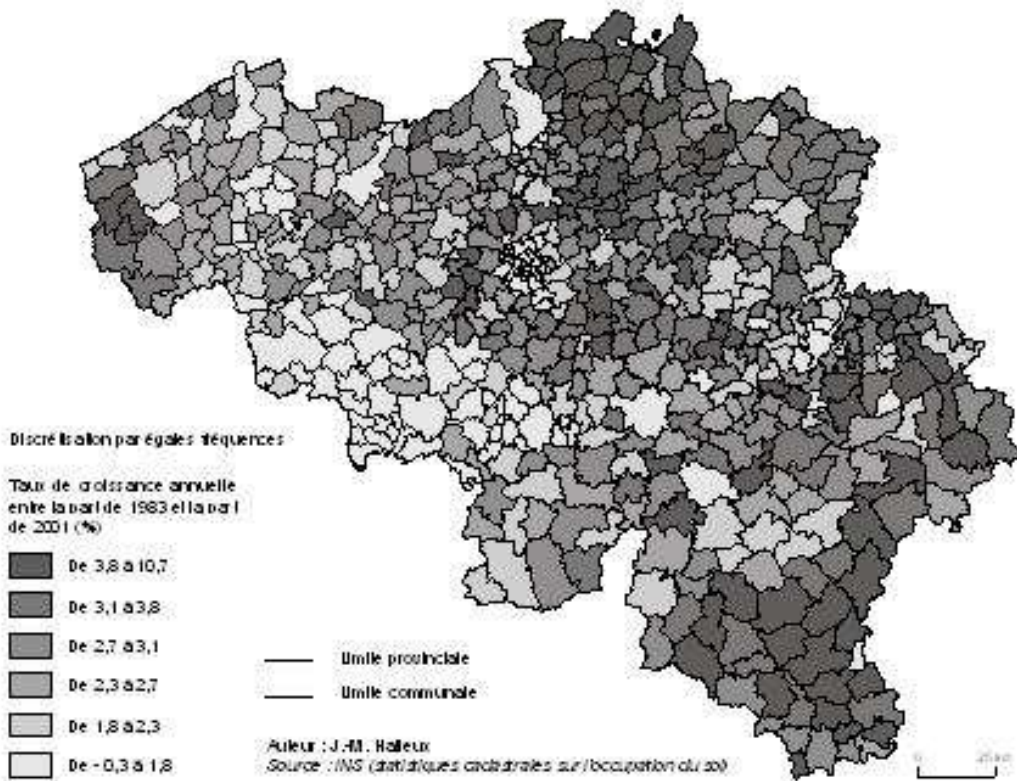 Discrétisation par égales fréquences
Taux de croissance annuelle
entre la part de 1983 et la part
de 2001 (%)
De 3,8 à 10,7
De 3,1 à 3,8
De 2,7 à 3,1
De 2,3 à 2,7
De 1,8 à 2,3
De - 0,3 à 1,8
Limite provinciale
Limite communale
Auteur : J.-M. Halleux
Source : INS (statistiques cadastrales sur l'occupation du sol)
0 25 km